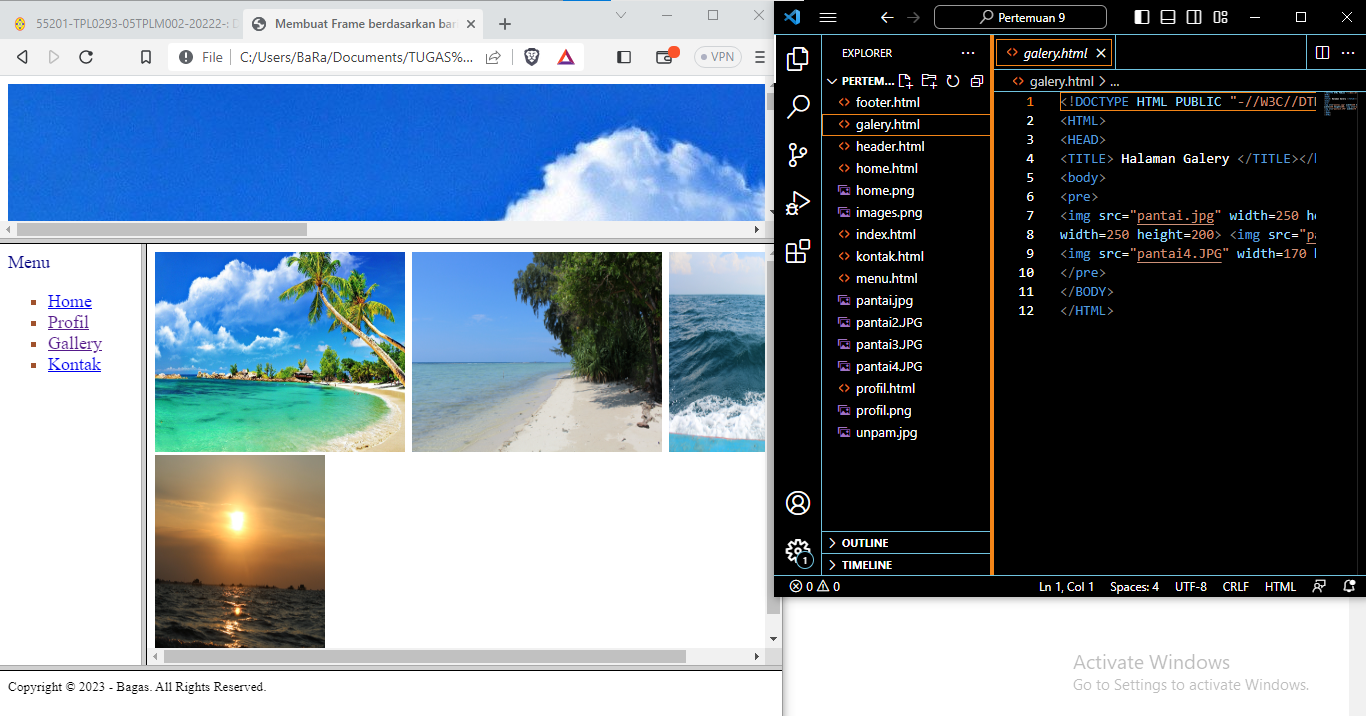 55201-TPL0293-05TPLM002-20222-s
Membuat Frame berdasarkan bar
File
C:/Users/BaRa/Documents/TUGAS%...
VPN
Menu
Home
Profil
Gallery
Kontak
Copyright © 2023 - Bagas. All Rights Reserved.
Pertemuan 9
EXPLORER
PERTEM...
footer.html
galery.html
header.html
home.html
home.png
images.png
index.html
kontak.html
menu.html
pantai.jpg
pantai2.JPG
pantai3.JPG
pantai4.JPG
profil.html
profil.png
unpam.jpg
OUTLINE
TIMELINE
1
galery.html
galery.html > ...
1 <!DOCTYPE HTML PUBLIC "-//W3C//DT
2 <HTML>
3 <HEAD>
4 <TITLE> Halaman Galery </TITLE></
5 <body>
6 <pre>
7 <img src="pantai.jpg" width=250 he
8 width=250 height=200> <img src="pa
9 <img src="pantai4.JPG" width=170
10 </pre>
11 </BODY>
12 </HTML>
0 0
Ln 1, Col 1
Spaces: 4
UTF-8
CRLF
HTML
Activate Windows
Go to Settings to activate Windows.